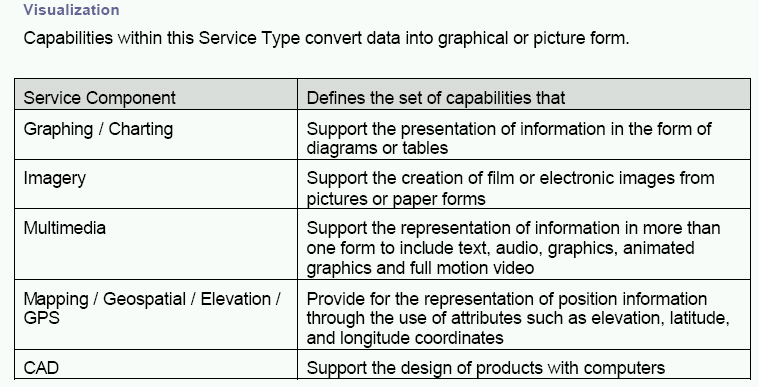 Visualization
Capabilities within this Service Type convert data into graphical or picture form.
Service Component
Defines the set of capabilities that
Graphing / Charting
Support the presentation of information in the form of
diagrams or tables
Imagery
Support the creation of film or electronic images from
pictures or paper forms
Multimedia
Support the representation of information in more than
one form to include text, audio, graphics, animated
graphics and full motion video
Mapping / Geospatial / Elevation /
GPS
Provide for the representation of position information
through the use of attributes such as elevation, latitude,
and longitude coordinates
CAD
Support the design of products with computers